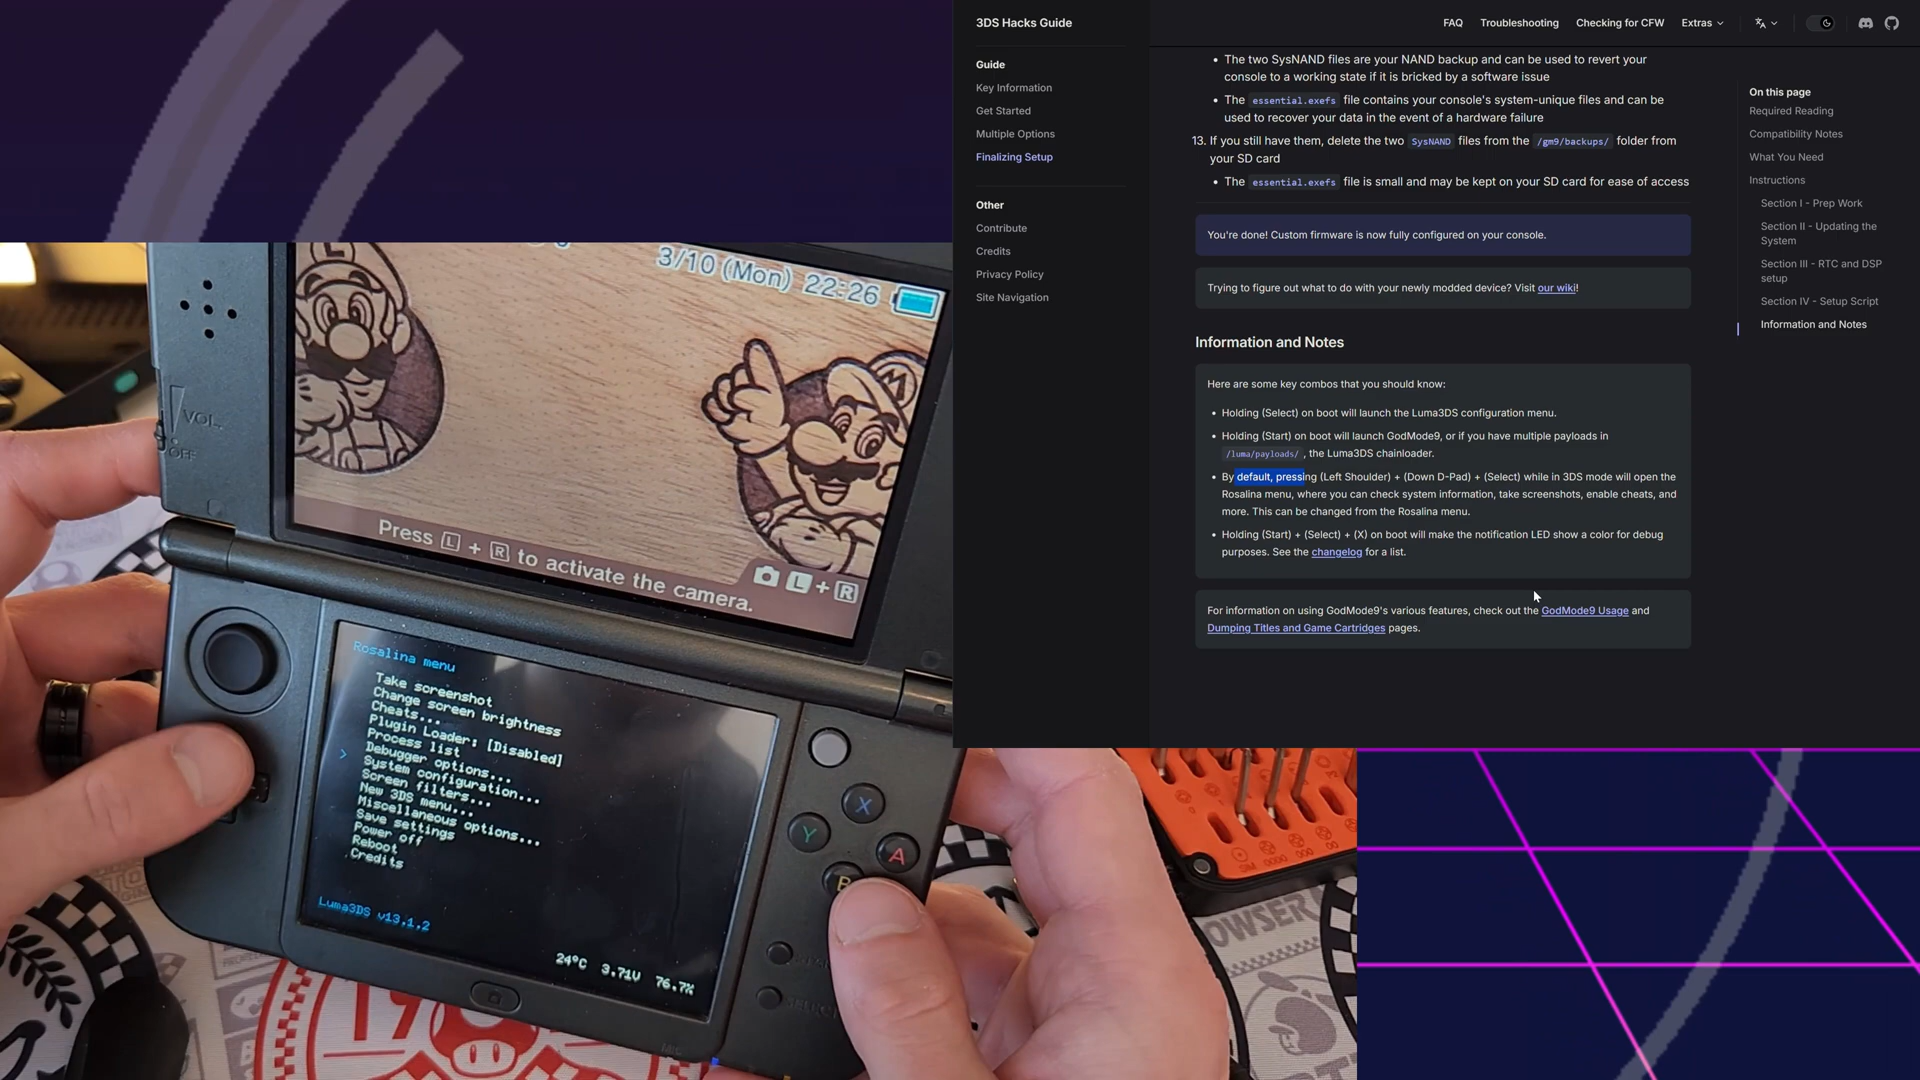 3DS Hacks Guide
FAQ
Troubleshooting
Checking for CFW
Extras
Guide
Key Information
Get Started
Multiple Options
Finalizing Setup
Other
Contribute
Credits
Privacy Policy
Site Navigation
The two SysNAND files are your NAND backup and can be used to revert your
console to a working state if it is bricked by a software issue
The essential.exefs file contains your console's system-unique files and can be
used to recover your data in the event of a hardware failure
13. If you still have them, delete the two SysNAND files from the /gm9/backups/ folder from
your SD card
The essential.exefs file is small and may be kept on your SD card for ease of access
You're done! Custom firmware is now fully configured on your console.
Trying to figure out what to do with your newly modded device? Visit our wiki!
Information and Notes
Here are some key combos that you should know:
Holding (Select) on boot will launch the Luma3DS configuration menu.
Holding (Start) on boot will launch GodMode9, or if you have multiple payloads in
/luma/payloads/ , the Luma3DS chainloader.
By default, pressing (Left Shoulder) + (Down D-Pad) + (Select) while in 3DS mode will open the
Rosalina menu, where you can check system information, take screenshots, enable cheats, and
more. This can be changed from the Rosalina menu.
Holding (Start) + (Select) + (X) on boot will make the notification LED show a color for debug
purposes. See the changelog for a list.
For information on using GodMode9's various features, check out the GodMode9 Usage and
Dumping Titles and Game Cartridges pages.
On this page
Required Reading
Compatibility Notes
What You Need
Instructions
Section I - Prep Work
Section II - Updating the
System
Section III - RTC and DSP
setup
Section IV - Setup Script
Information and Notes
3/10 (Mon) 22:26
L
M
VOL.
OFF
Press L + R to activate the camera.
L + R
Rosalina menu
Take screenshot
Change screen brightness
Cheats...
Plugin Loader: [Disabled]
Process list
> Debugger options...
System configuration...
Screen filters...
New 3DS menu...
Miscellaneous options...
Save settings
Power off
Reboot
Credits
Luma3DS v13.1.2
24°C 3.71V 76.7%
X
Y
A
B
BOWSER
19